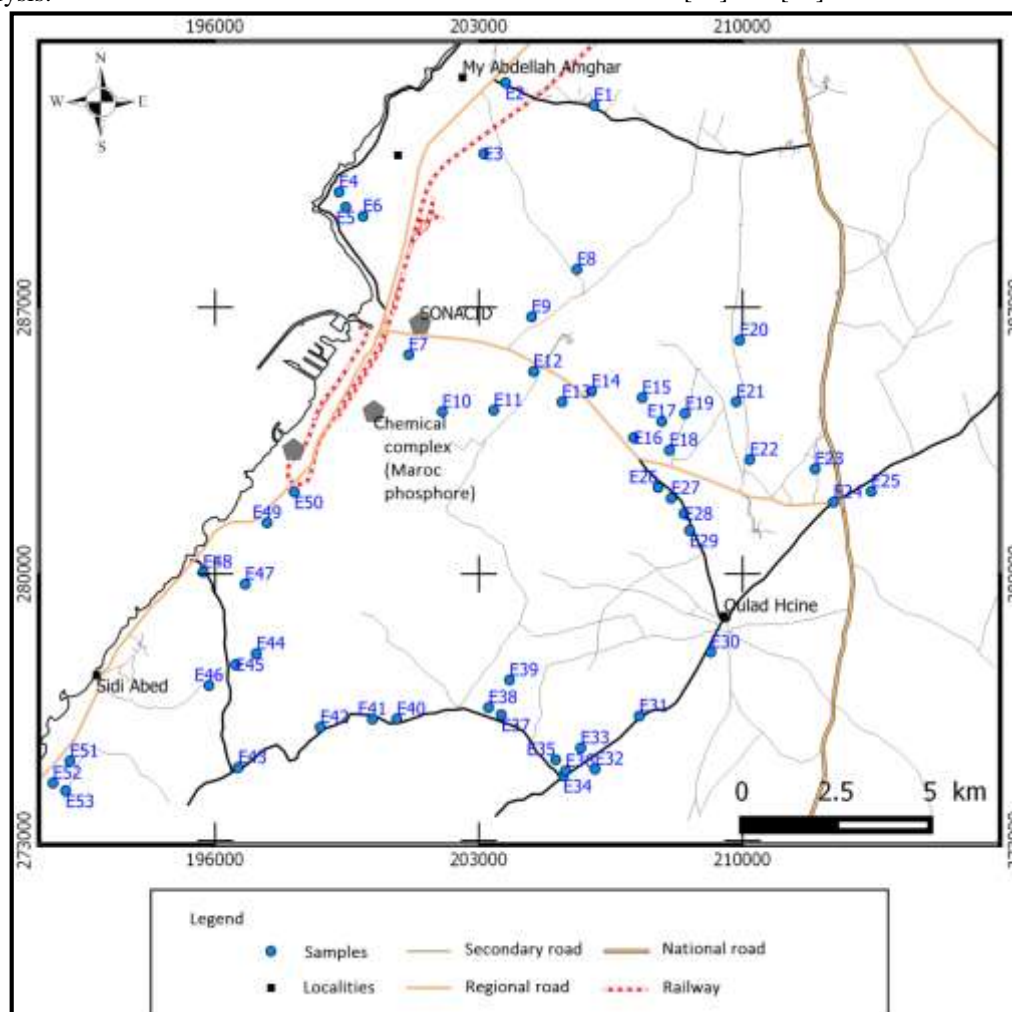 ysis.
196000 203000 210000
N
W E
S
My Abdellah Amghar
E2
E1
E3
E4
E5
E6
E8
287000
SONACID
E9
E7
E20
E12
E14
E15
E13
E10
E11
E21
E19
E17
Chemical
complex
(Maroc
phosphore)
E16
E18
E22
E23
E26
E27
E24
E25
E50
E28
E49
E29
E48
280000
E47
Oulad Hcine
E44
E45
E30
E46
Sidi Abed
E39
E38
E37
E42
E41
E40
E31
E33
E35
E32
E34
E43
E51
E52
E53
0 2.5 5 km
273000
196000 203000 210000
Legend
Samples Secondary road National road
Localities Regional road Railway